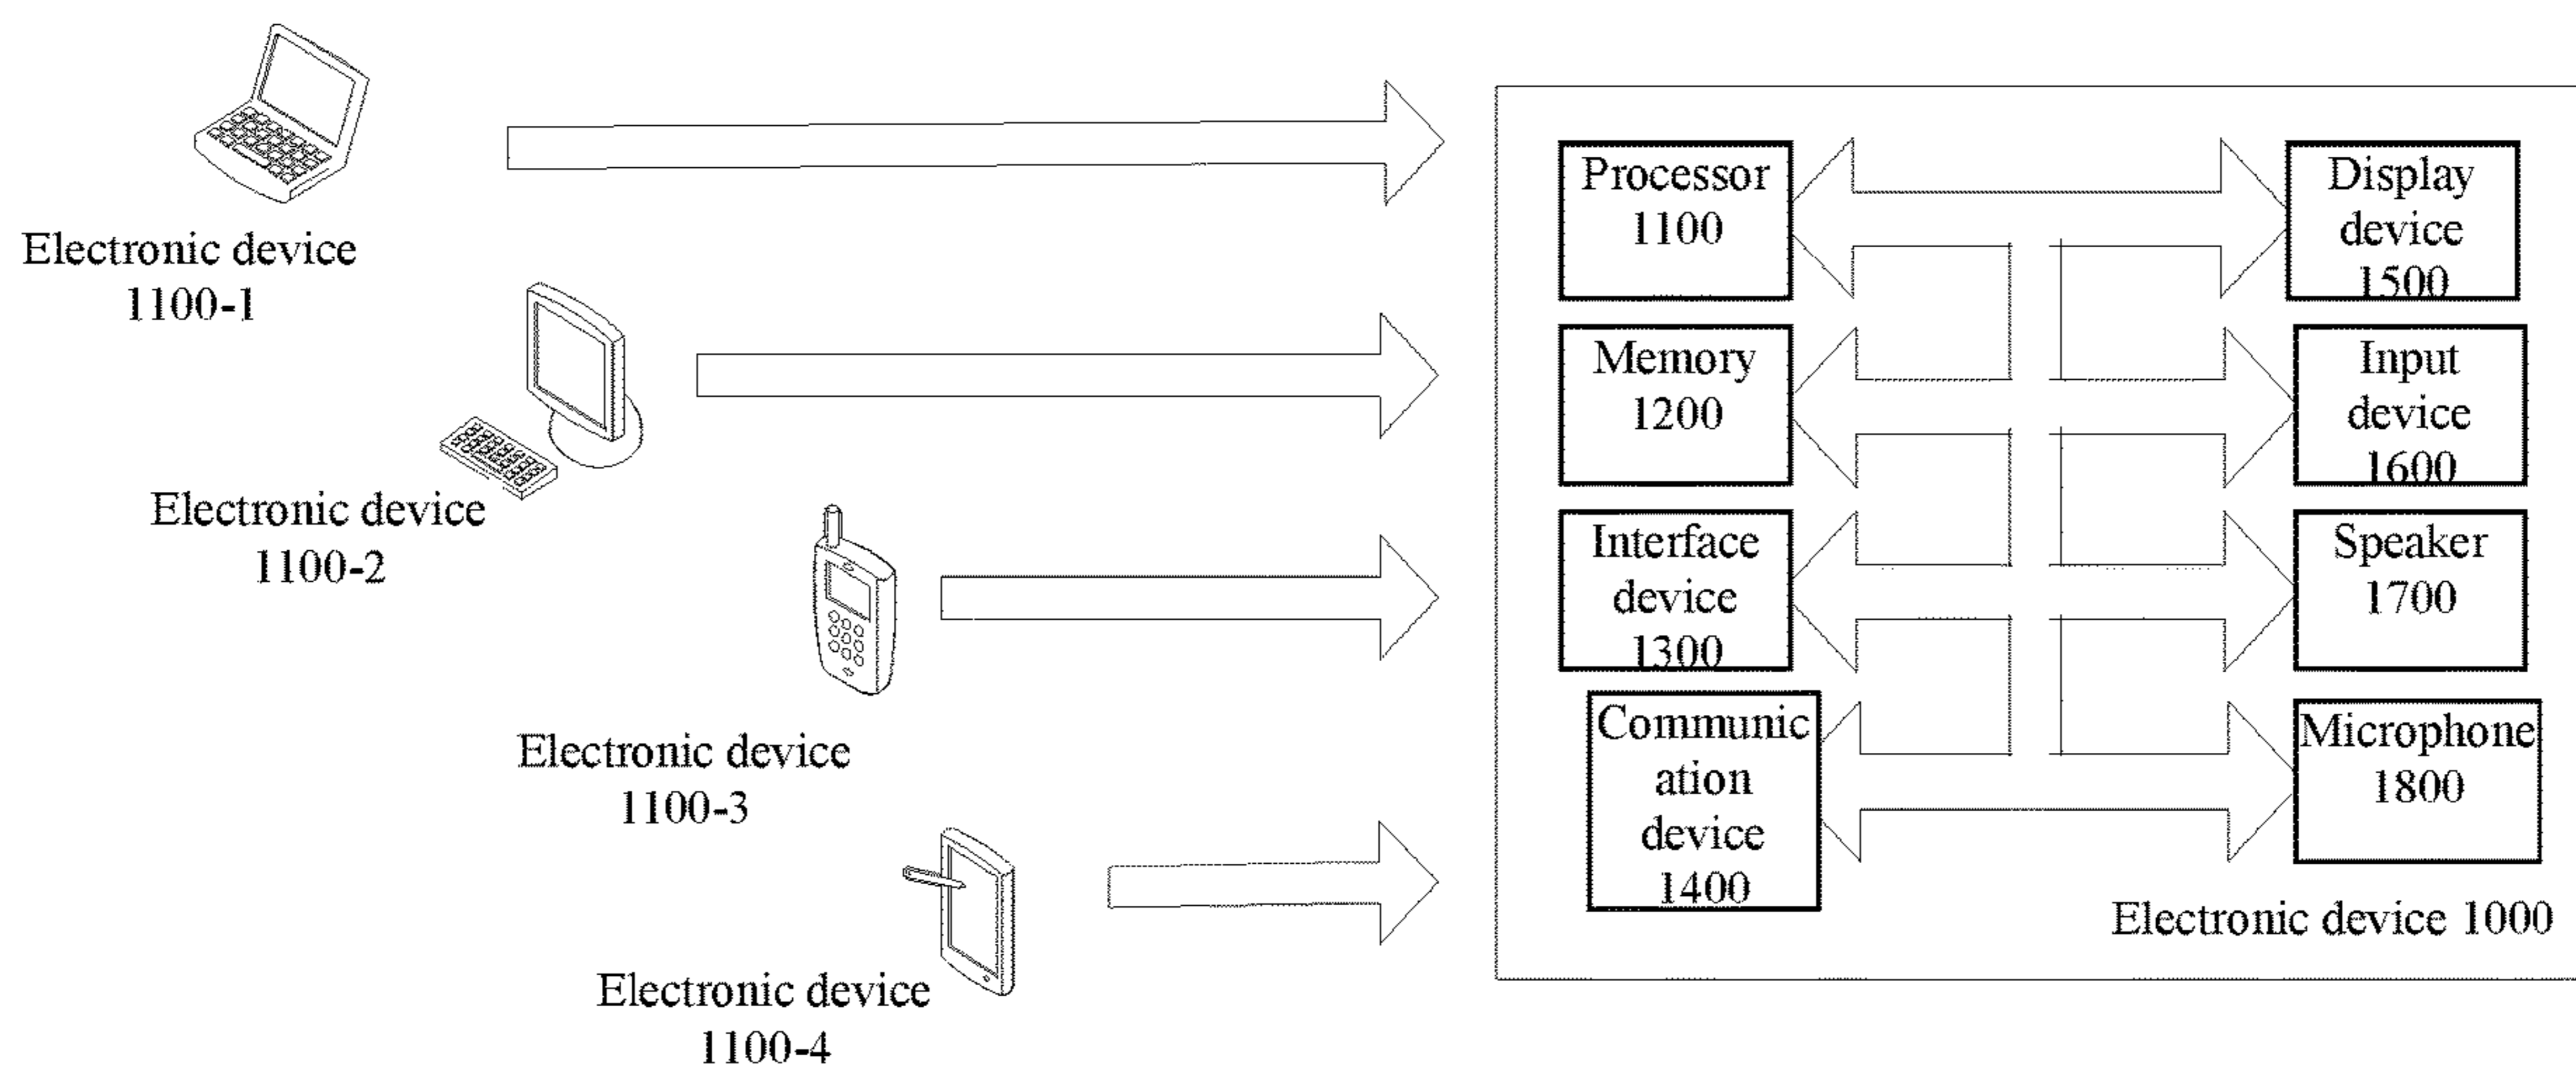 Electronic device
1100-1
Electronic device
1100-2
Electronic device
1100-3
Electronic device
1100-4
Processor
1100
Display
device
1500
Memory
1200
Input
device
1600
Interface
device
1300
Speaker
1700
Communic
ation
device
1400
Microphone
1800
Electronic device 1000